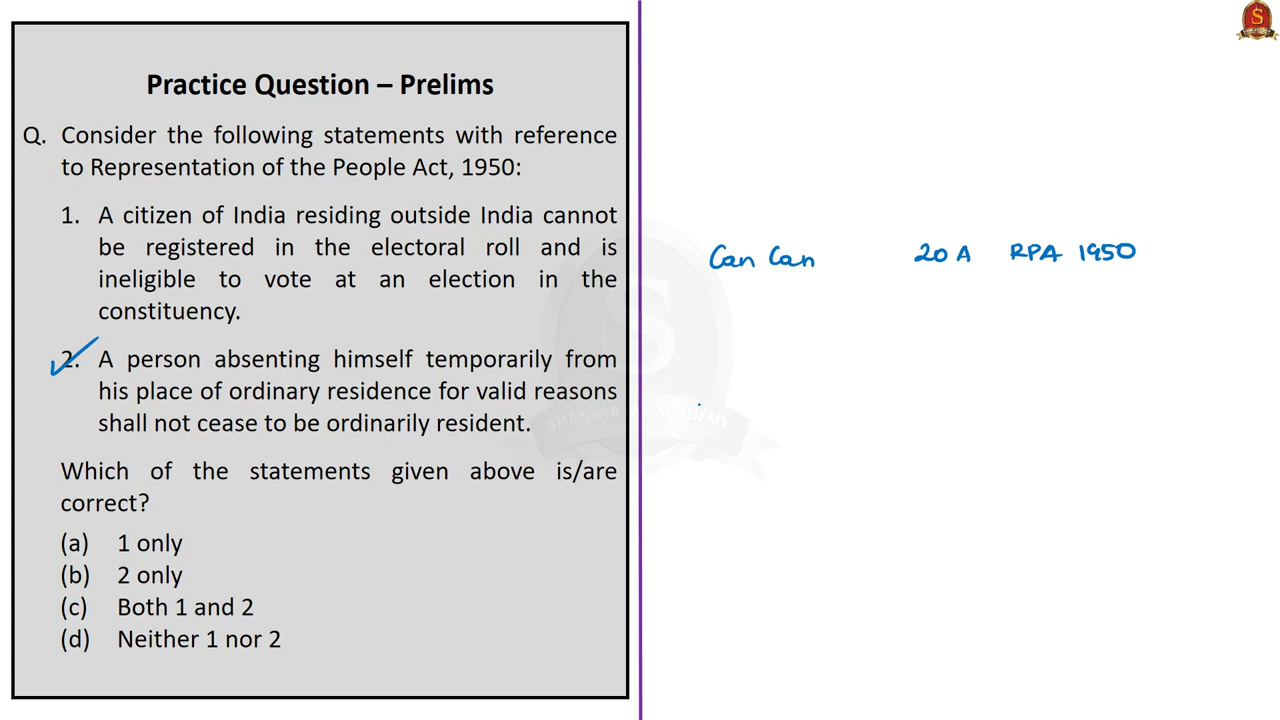 Practice Question – Prelims
Q. Consider the following statements with reference
to Representation of the People Act, 1950:
1. A citizen of India residing outside India cannot
be registered in the electoral roll and is
ineligible to vote at an election in the
constituency.
2. A person absenting himself temporarily from
his place of ordinary residence for valid reasons
shall not cease to be ordinarily resident.
Which of the statements given above is/are
correct?
(a) 1 only
(b) 2 only
(c) Both 1 and 2
(d) Neither 1 nor 2
Can Can 20 A RPA 1950
S
SHANKAR IAS ACADEMY